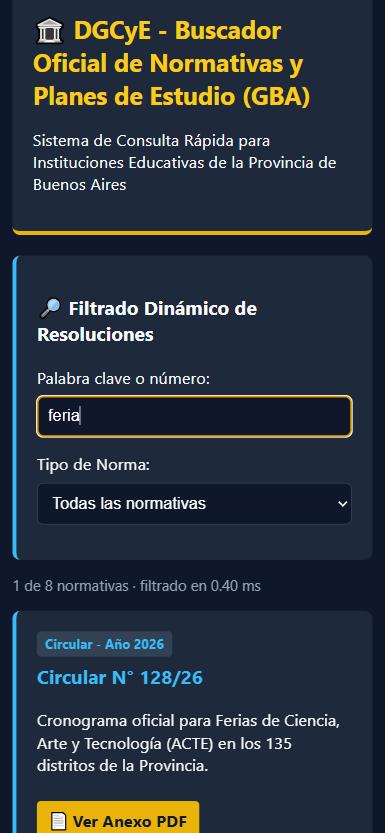 DGCyE - Buscador
Oficial de Normativas y
Planes de Estudio (GBA)
Sistema de Consulta Rápida para
Instituciones Educativas de la Provincia de
Buenos Aires
Filtrado Dinámico de
Resoluciones
Palabra clave o número:
feria
Tipo de Norma:
Todas las normativas
1 de 8 normativas · filtrado en 0.40 ms
Circular - Año 2026
Circular N° 128/26
Cronograma oficial para Ferias de Ciencia,
Arte y Tecnología (ACTE) en los 135
distritos de la Provincia.
Ver Anexo PDF